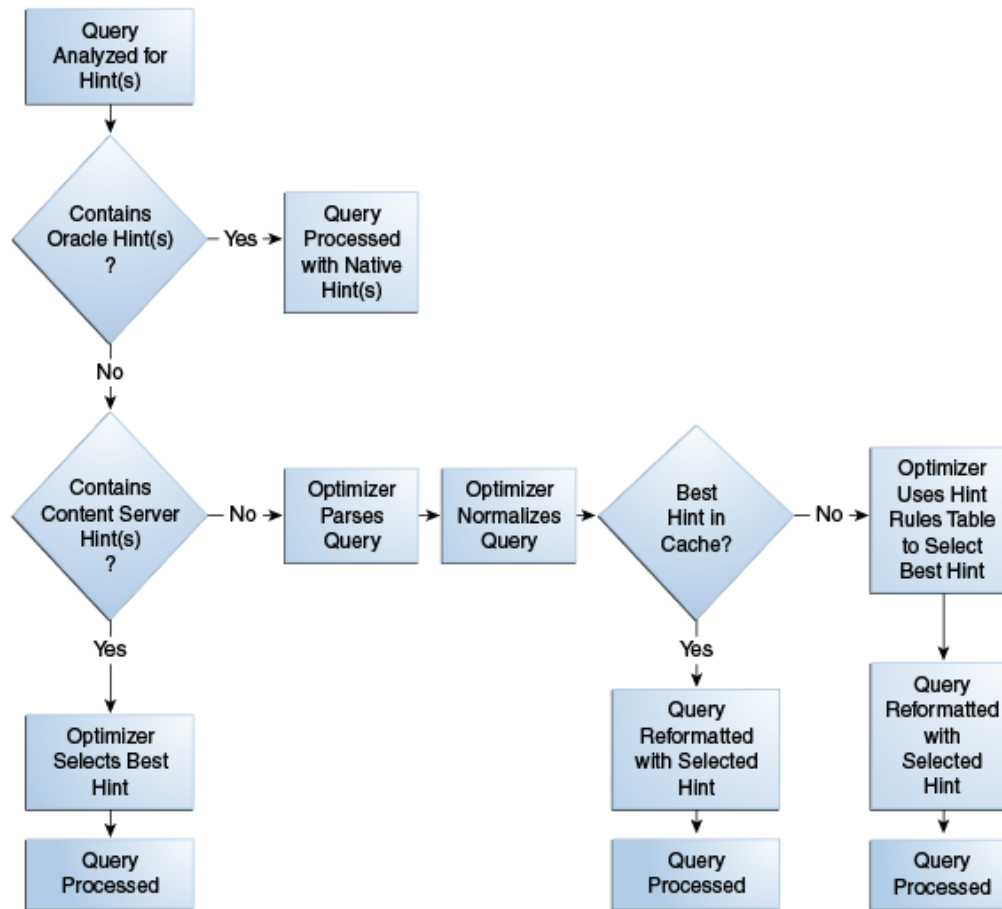 Query
Analyzed for
Hint(s)
Contains
Oracle Hint(s)
?
Yes
Query
Processed
with Native
Hint(s)
No
Contains
Content Server
Hint(s)
?
No
Optimizer
Parses
Query
Optimizer
Normalizes
Query
Best
Hint in
Cache?
No
Optimizer
Uses Hint
Rules Table
to Select
Best Hint
Yes
Optimizer
Selects Best
Hint
Query
Processed
Yes
Query
Reformatted
with Selected
Hint
Query
Processed
Query
Reformatted
with
Selected
Hint
Query
Processed